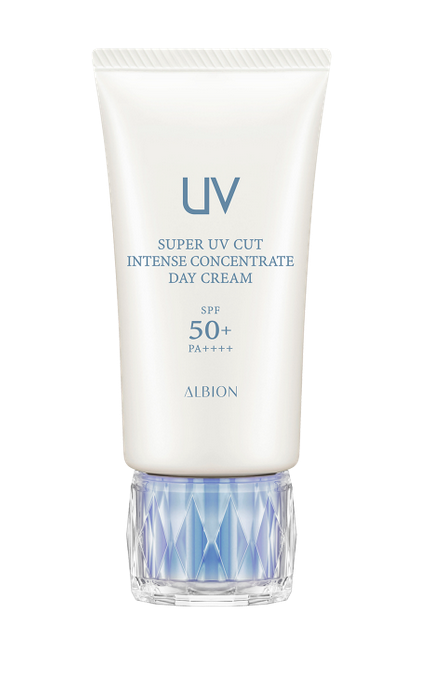 UV
SUPER UV CUT
INTENSE CONCENTRATE
DAY CREAM
SPF
50+
PA++++
ALBION